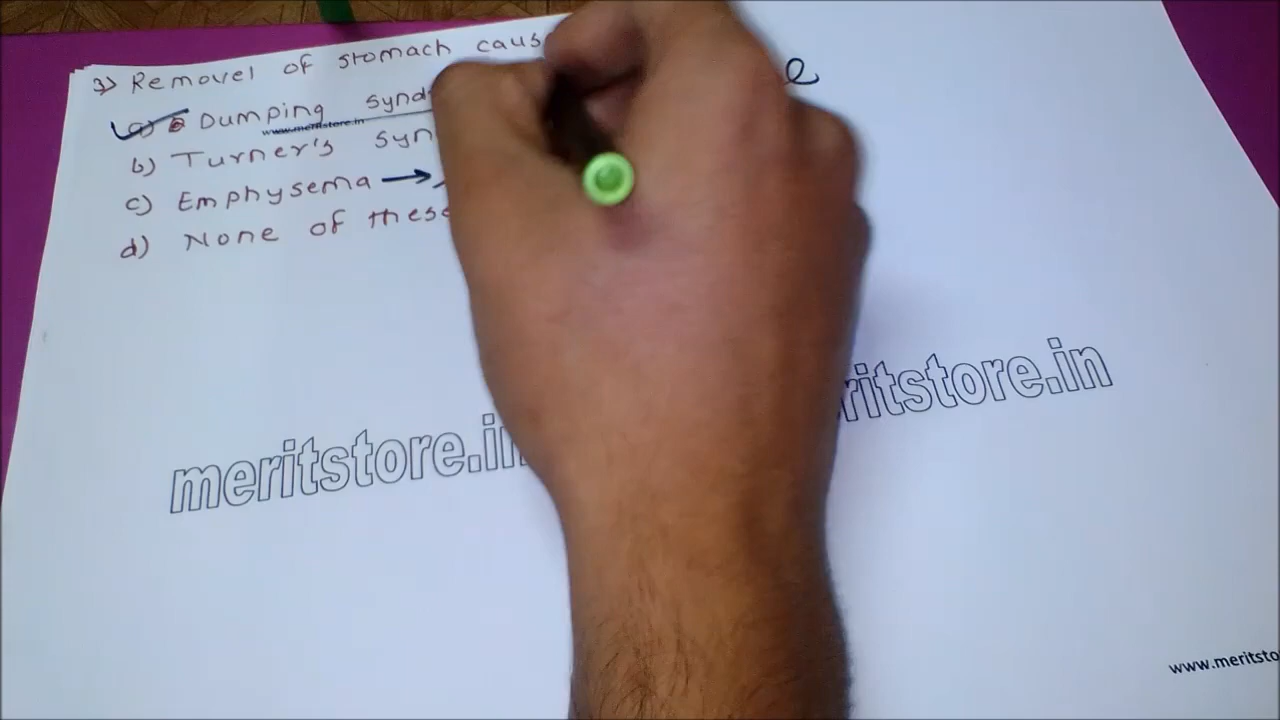 3) Removel of stomach caus
a) Dumping synd
www.meritstore.in
b) Turner's syn
c) Emphysema →
d) None of these
meritstore.in
ritstore.in
www.meritsto